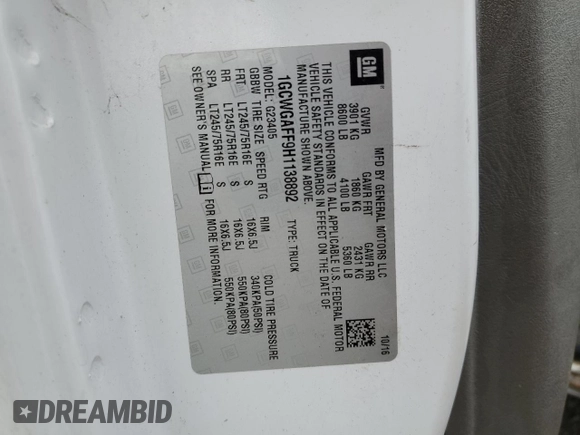 GM
MFD BY GENERAL MOTORS LLC
GVWR GAWR FRT GAWR RR
3901 KG 1860 KG 2431 KG
8600 LB 4100 LB 5360 LB
THIS VEHICLE CONFORMS TO ALL APPLICABLE U.S. FEDERAL MOTOR
VEHICLE SAFETY STANDARDS IN EFFECT ON THE DATE OF
MANUFACTURE SHOWN ABOVE.
1GCWGAFF9H1138892 TYPE: TRUCK
10/16
MODEL: G23405
GBBW TIRE SIZE SPEED RTG RIM COLD TIRE PRESSURE
FRT LT245/75R16E S 16X6.5J 340KPA(50PSI)
RR LT245/75R16E S 16X6.5J 550KPA(80PSI)
SPA LT245/75R16E S 16X6.5J 550KPA(80PSI)
SEE OWNER'S MANUAL FOR MORE INFORMATION.
DREAMBID